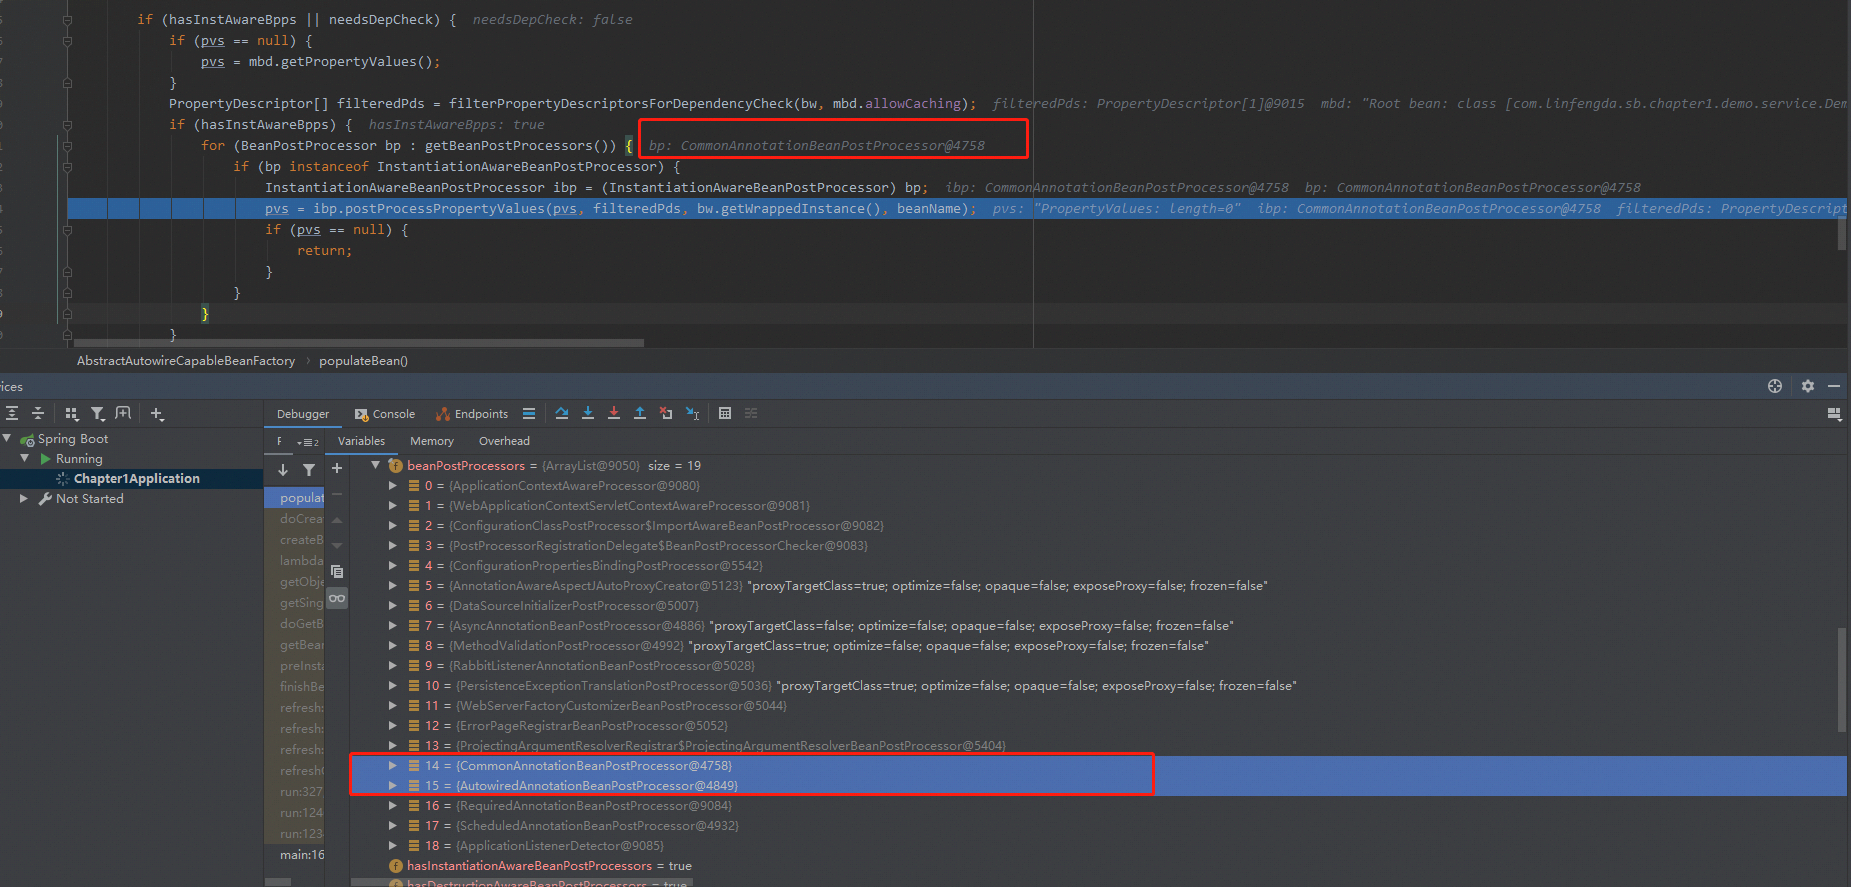 if (hasInstAwareBpps || needsDepCheck) {  needsDepCheck: false
if (pvs == null) {
pvs = mbd.getPropertyValues();
}
PropertyDescriptor[] filteredPds = filterPropertyDescriptorsForDependencyCheck(bw, mbd.allowCaching);  filteredPds: PropertyDescriptor[1]@9015  mbd: "Root bean: class [com.linfengda.sb.chapter1.demo.service.Dem
if (hasInstAwareBpps) {  hasInstAwareBpps: true
for (BeanPostProcessor bp : getBeanPostProcessors()) {  bp: CommonAnnotationBeanPostProcessor@4758
if (bp instanceof InstantiationAwareBeanPostProcessor) {
InstantiationAwareBeanPostProcessor ibp = (InstantiationAwareBeanPostProcessor) bp;  ibp: CommonAnnotationBeanPostProcessor@4758  bp: CommonAnnotationBeanPostProcessor@4758
pvs = ibp.postProcessPropertyValues(pvs, filteredPds, bw.getWrappedInstance(), beanName);  pvs: "PropertyValues: length=0"  ibp: CommonAnnotationBeanPostProcessor@4758  filteredPds: PropertyDescript
if (pvs == null) {
return;
}
}
}
}
AbstractAutowireCapableBeanFactory > populateBean()
ices
Debugger Console Endpoints
Spring Boot
Running
Chapter1Application
Not Started
F 2 Variables Memory Overhead
populat
doCrea
createB
lambda
getObje
getSing
doGetB
getBear
preInsta
finishBe
refresh:
refresh:
refresh:
refresh(
run:327
run:124
run:123
main:16
beanPostProcessors = {ArrayList@9050} size = 19
0 = {ApplicationContextAwareProcessor@9080}
1 = {WebApplicationContextServletContextAwareProcessor@9081}
2 = {ConfigurationClassPostProcessor$ImportAwareBeanPostProcessor@9082}
3 = {PostProcessorRegistrationDelegate$BeanPostProcessorChecker@9083}
4 = {ConfigurationPropertiesBindingPostProcessor@5542}
5 = {AnnotationAwareAspectJAutoProxyCreator@5123} "proxyTargetClass=true; optimize=false; opaque=false; exposeProxy=false; frozen=false"
6 = {DataSourceInitializerPostProcessor@5007}
7 = {AsyncAnnotationBeanPostProcessor@4886} "proxyTargetClass=false; optimize=false; opaque=false; exposeProxy=false; frozen=false"
8 = {MethodValidationPostProcessor@4992} "proxyTargetClass=true; optimize=false; opaque=false; exposeProxy=false; frozen=false"
9 = {RabbitListenerAnnotationBeanPostProcessor@5028}
10 = {PersistenceExceptionTranslationPostProcessor@5036} "proxyTargetClass=true; optimize=false; opaque=false; exposeProxy=false; frozen=false"
11 = {WebServerFactoryCustomizerBeanPostProcessor@5044}
12 = {ErrorPageRegistrarBeanPostProcessor@5052}
13 = {ProjectingArgumentResolverRegistrar$ProjectingArgumentResolverBeanPostProcessor@5404}
14 = {CommonAnnotationBeanPostProcessor@4758}
15 = {AutowiredAnnotationBeanPostProcessor@4849}
16 = {RequiredAnnotationBeanPostProcessor@9084}
17 = {ScheduledAnnotationBeanPostProcessor@4932}
18 = {ApplicationListenerDetector@9085}
hasInstantiationAwareBeanPostProcessors = true
hasDestructionAwareBeanPostProcessors = true